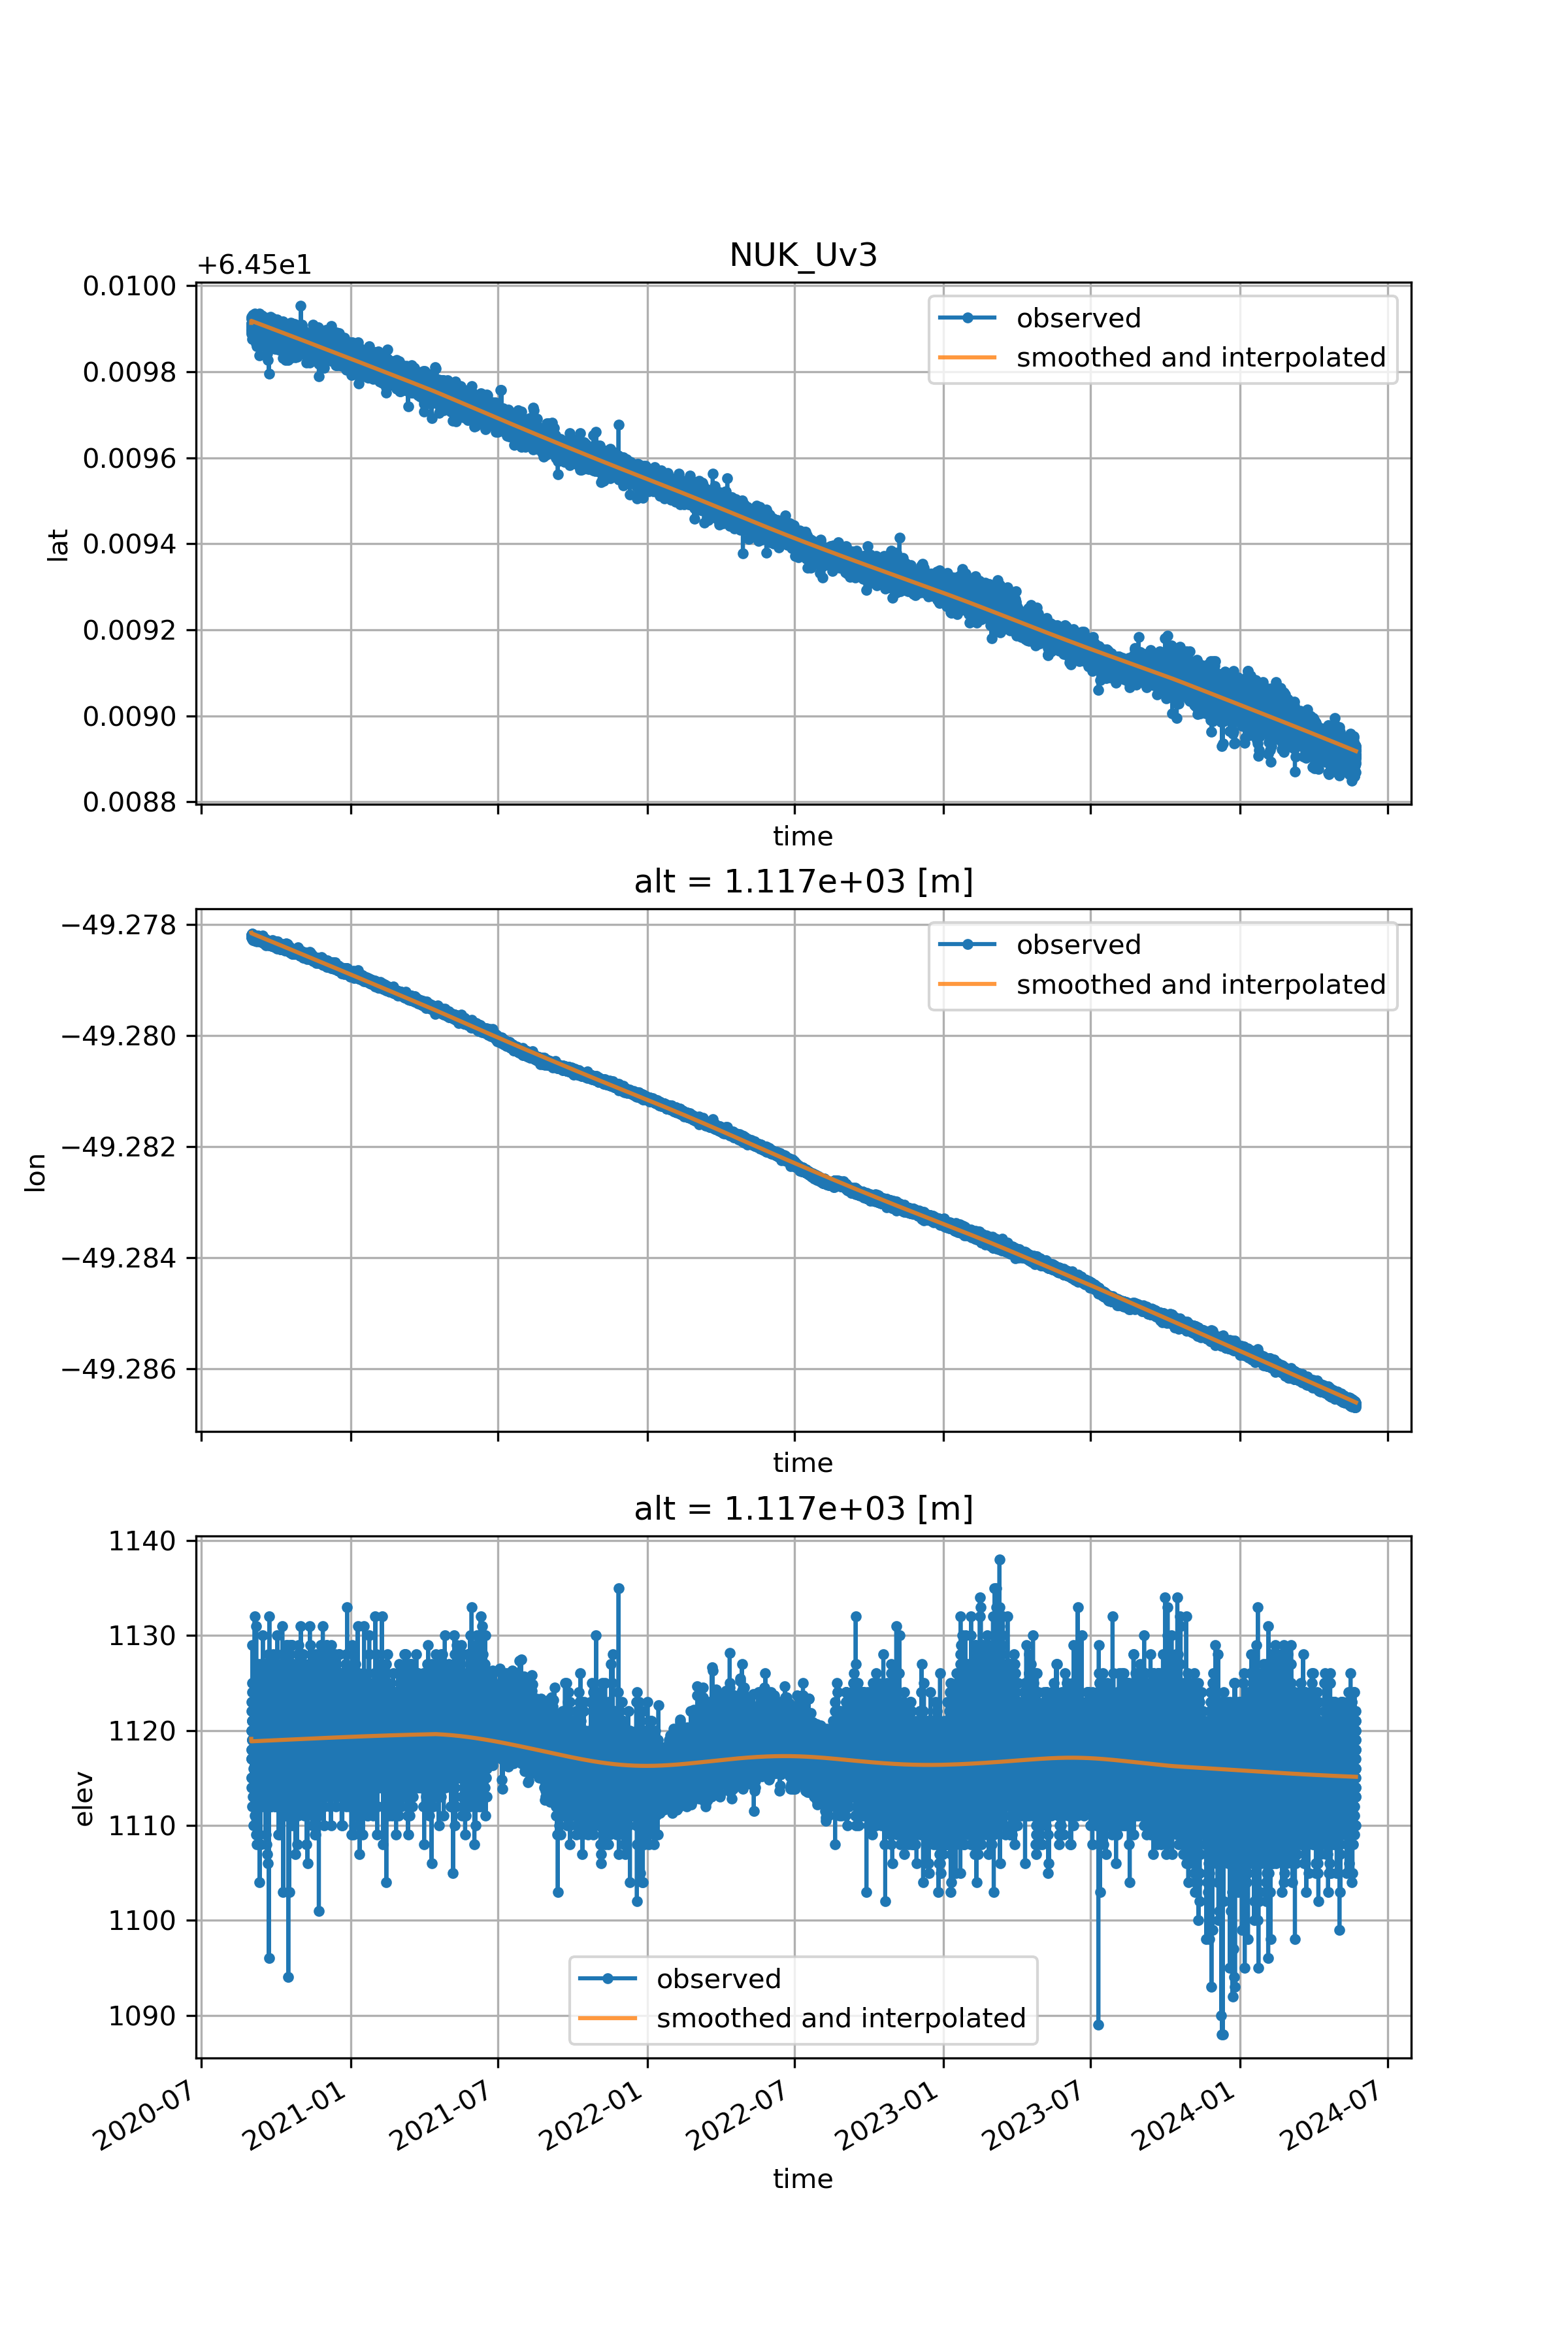 NUK_Uv3
+6.45e1
0.0100
0.0098
0.0096
0.0094
0.0092
0.0090
0.0088
lat
observed
smoothed and interpolated
time
alt = 1.117e+03 [m]
−49.278
−49.280
−49.282
−49.284
−49.286
lon
observed
smoothed and interpolated
time
alt = 1.117e+03 [m]
1140
1130
1120
1110
1100
1090
elev
observed
smoothed and interpolated
2020-07
2021-01
2021-07
2022-01
2022-07
2023-01
2023-07
2024-01
2024-07
time